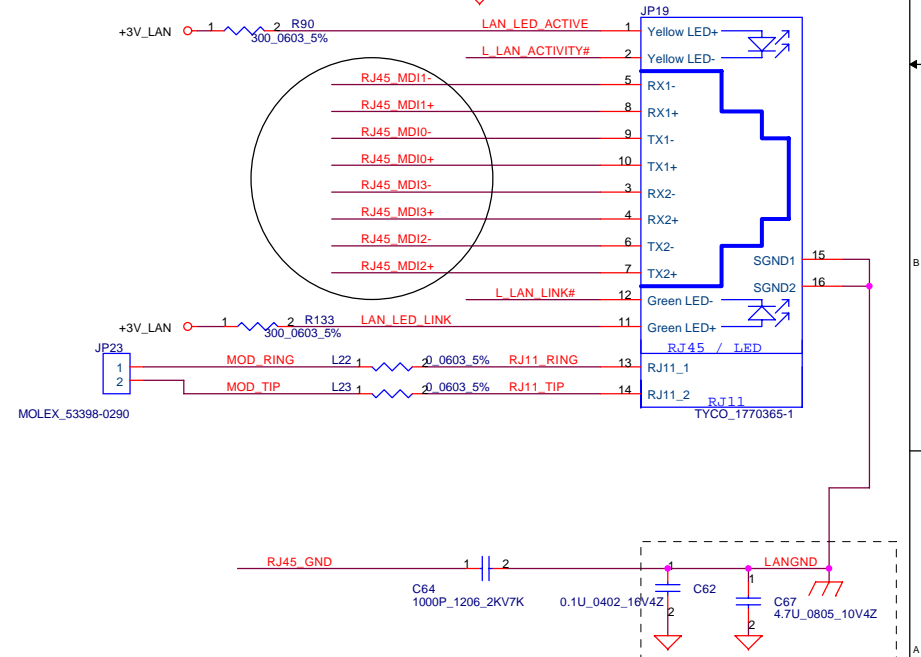 JP19
+3V_LAN 1 2 R90 LAN_LED_ACTIVE 1 Yellow LED+
300_0603_5%
L_LAN_ACTIVITY# 2 Yellow LED-
RJ45_MDI1- 5 RX1-
RJ45_MDI1+ 8 RX1+
RJ45_MDI0- 9 TX1-
RJ45_MDI0+ 10 TX1+
RJ45_MDI3- 3 RX2-
RJ45_MDI3+ 4 RX2+
RJ45_MDI2- 6 TX2-
SGND1 15
B
RJ45_MDI2+ 7 TX2+
SGND2 16
L_LAN_LINK# 12 Green LED-
+3V_LAN 1 2 R133 LAN_LED_LINK 11 Green LED+
300_0603_5%
RJ45 / LED
JP23
1 MOD_RING L22 1 2 0_0603_5% RJ11_RING 13 RJ11_1
2 MOD_TIP L23 1 2 0_0603_5% RJ11_TIP 14 RJ11_2
RJ11
MOLEX_53398-0290
TYCO_1770365-1
RJ45_GND 1 2 LANGND
C64
1000P_1206_2KV7K
1
C62
0.1U_0402_16V4Z
2
1
C67
4.7U_0805_10V4Z
2
A